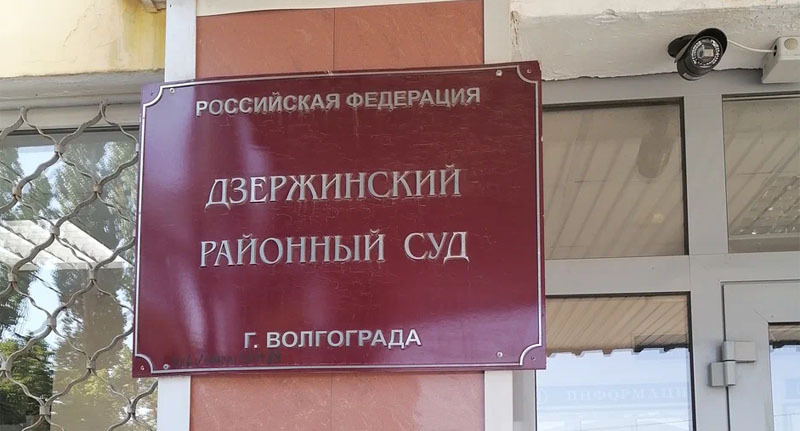 РОССИЙСКАЯ ФЕДЕРАЦИЯ
ДЗЕРЖИНСКИЙ
РАЙОННЫЙ СУД
Г. ВОЛГОГРАДА